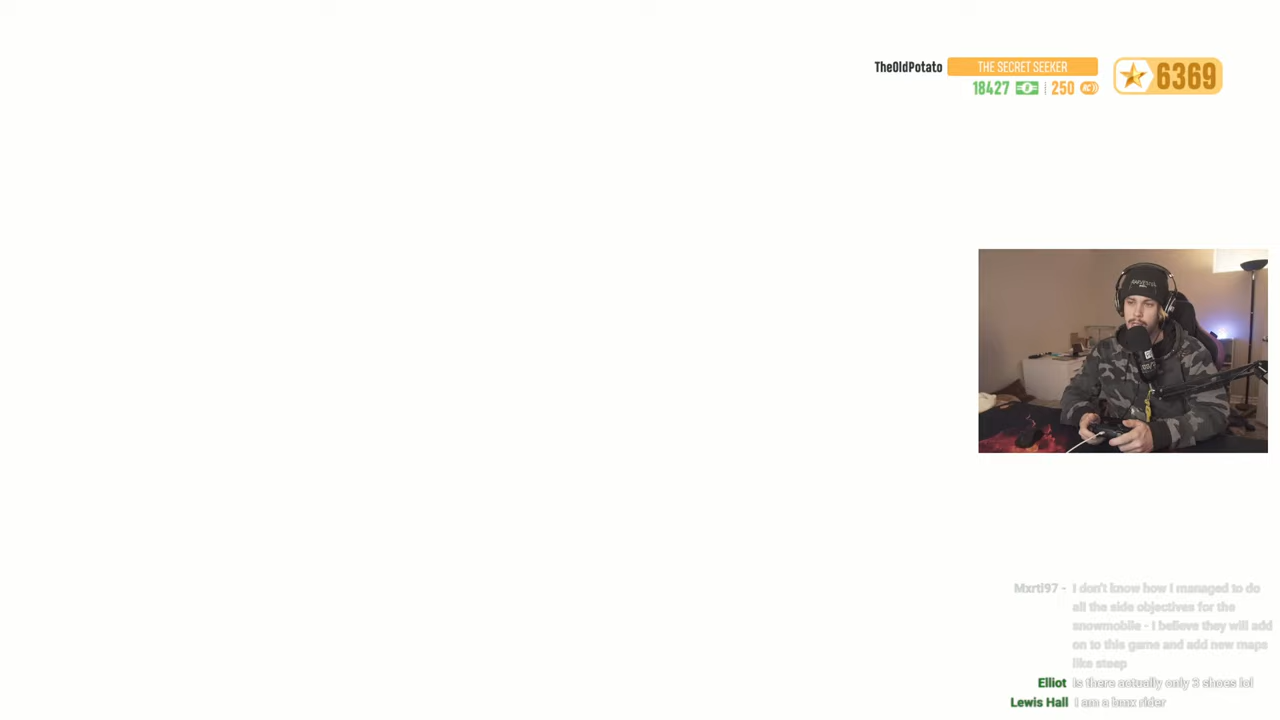 TheOldPotato THE SECRET SEEKER 6369
18427 250
Mxrti97 - I don't know how I managed to do
all the side objectives for the
snowmobile - I believe they will add
on to this game and add new maps
like steep
Elliot Is there actually only 3 shoes lol
Lewis Hall I am a bmx rider